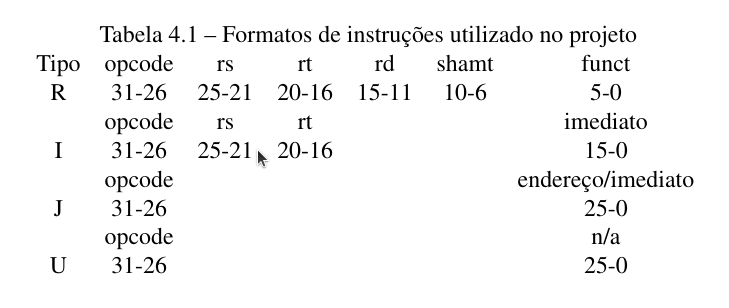 Tabela 4.1 – Formatos de instruções utilizado no projeto
Tipo opcode rs rt rd shamt funct
R 31-26 25-21 20-16 15-11 10-6 5-0
opcode rs rt imediato
I 31-26 25-21 20-16 15-0
opcode endereço/imediato
J 31-26 25-0
opcode n/a
U 31-26 25-0